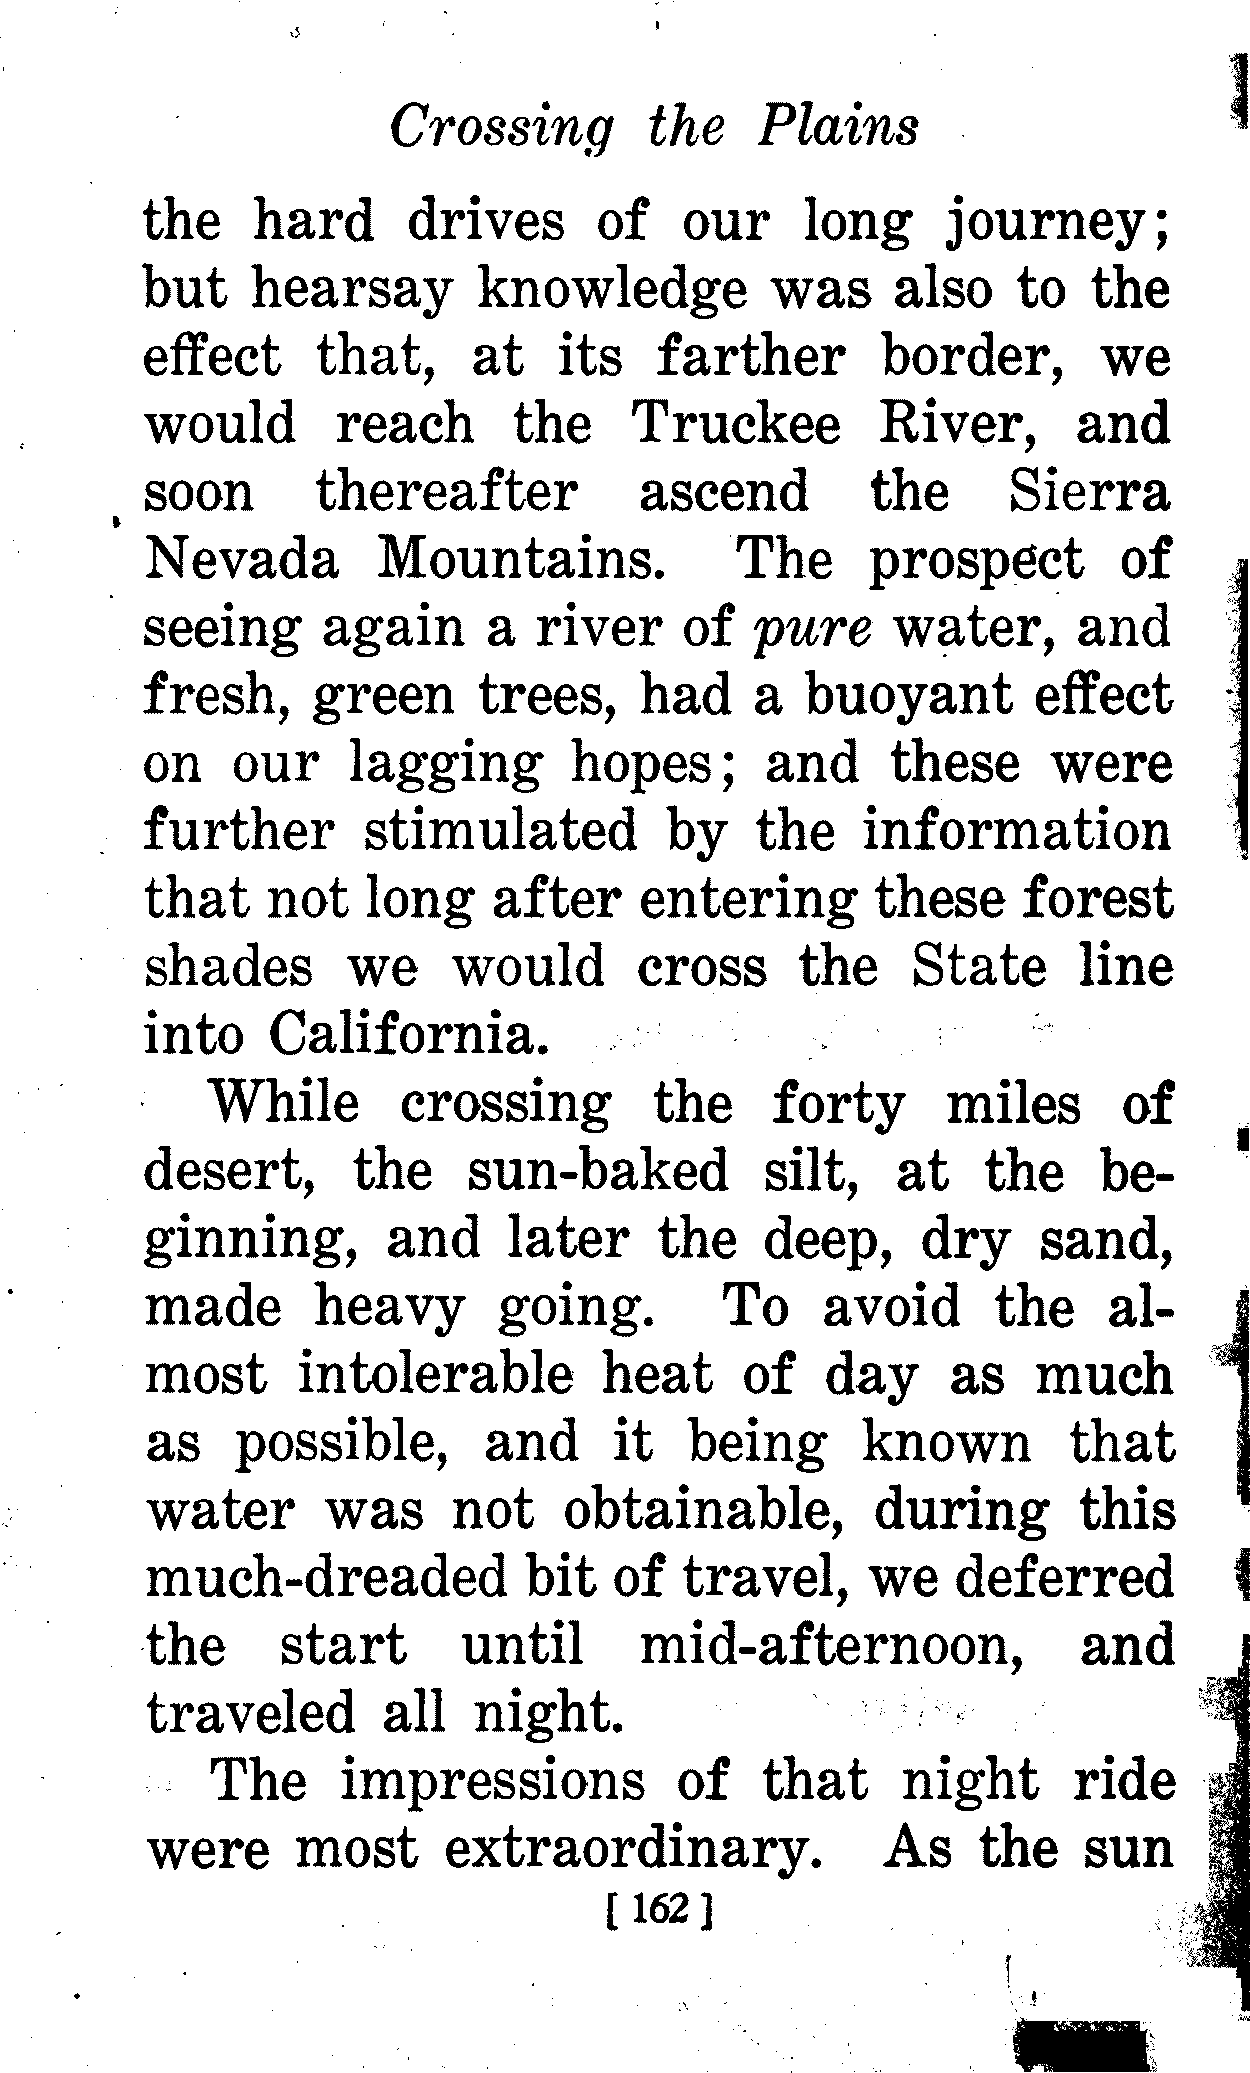 Crossing the Plains
the hard drives of our long journey;
but hearsay knowledge was also to the
effect that, at its farther border, we
would reach the Truckee River, and
soon thereafter ascend the Sierra
Nevada Mountains. The prospect of
seeing again a river of pure water, and
fresh, green trees, had a buoyant effect
on our lagging hopes; and these were
further stimulated by the information
that not long after entering these forest
shades we would cross the State line
into California.
While crossing the forty miles of
desert, the sun-baked silt, at the be-
ginning, and later the deep, dry sand,
made heavy going. To avoid the al-
most intolerable heat of day as much
as possible, and it being known that
water was not obtainable, during this
much-dreaded bit of travel, we deferred
the start until mid-afternoon, and
traveled all night.
The impressions of that night ride
were most extraordinary. As the sun
[162]